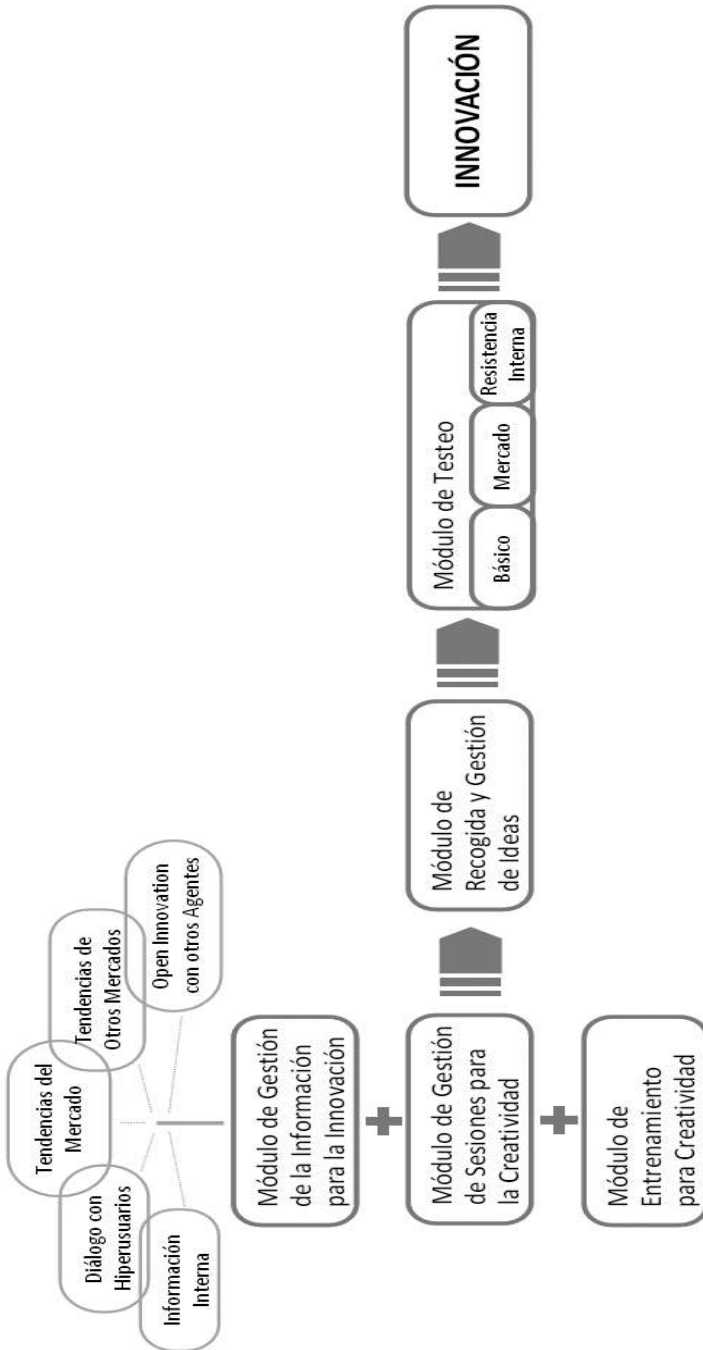 Información
Interna
Diálogo con
Hiperusuarios
Tendencias del
Mercado
Tendencias de
Otros Mercados
Open Innovation
con otros Agentes
Módulo de Gestión
de la Información
para la Innovación
Módulo de Gestión
de Sesiones para
la Creatividad
Módulo de
Entrenamiento
para Creatividad
Módulo de
Recogida y Gestión
de Ideas
Módulo de Testeo
Básico
Mercado
Resistencia
Interna
INNOVACIÓN